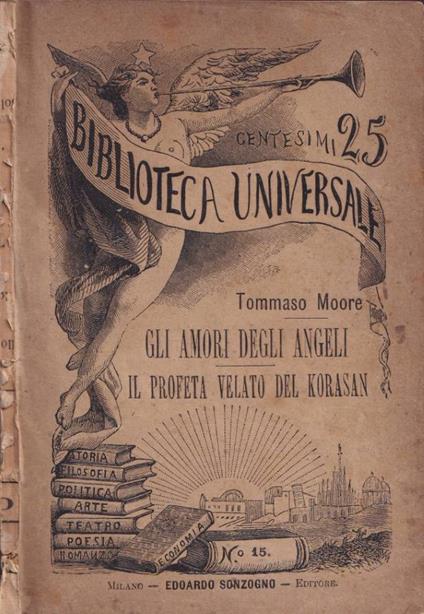 CENTESIMI 25
BIBLIOTECA UNIVERSALE
Tommaso Moore
GLI AMORI DEGLI ANGELI
IL PROFETA VELATO DEL KORASAN
STORIA
FILOSOFIA
POLITICA
ARTE
TEATRO
POESIA
ROMANZO
ECONOMIA
No 15.
MILANO — EDOARDO SONZOGNO — EDITORE.